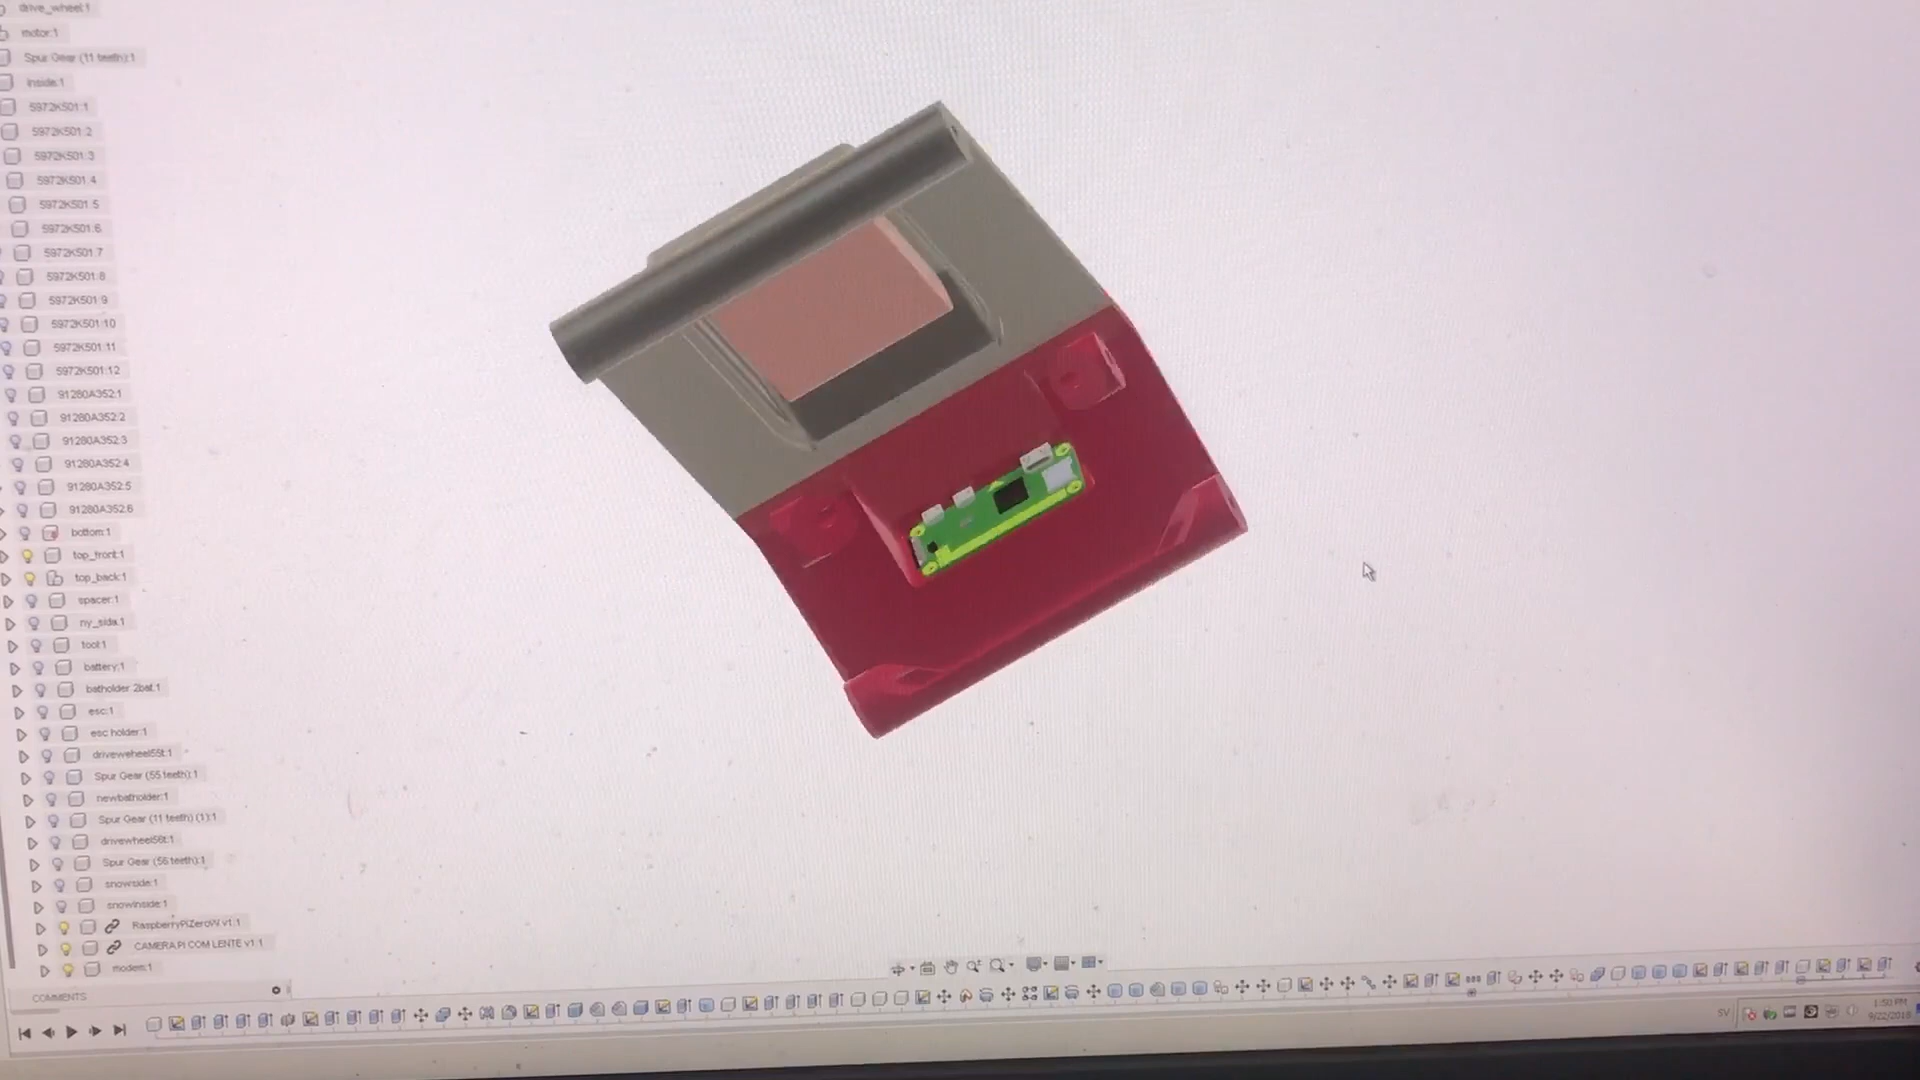 drive_wheel:1
motor:1
Spur Gear (11 teeth):1
inside:1
5972K501:1
5972K501:2
5972K501:3
5972K501:4
5972K501:5
5972K501:6
5972K501:7
5972K501:8
5972K501:9
5972K501:10
5972K501:11
5972K501:12
91280A352:1
91280A352:2
91280A352:3
91280A352:4
91280A352:5
91280A352:6
bottom:1
top_front:1
top_back:1
spacer:1
ny_sida:1
tool:1
battery:1
batholder 2bat:1
esc:1
esc holder:1
driveweheel55t:1
Spur Gear (55 teeth):1
newbatholder:1
Spur Gear (11 teeth) (1):1
drivewheel56t:1
Spur Gear (56 teeth):1
snowside:1
snowinside:1
RaspberryPiZeroW v1:1
CAMERA PI COM LENTE v1:1
modem:1
COMMENTS
SV
1:50 PM